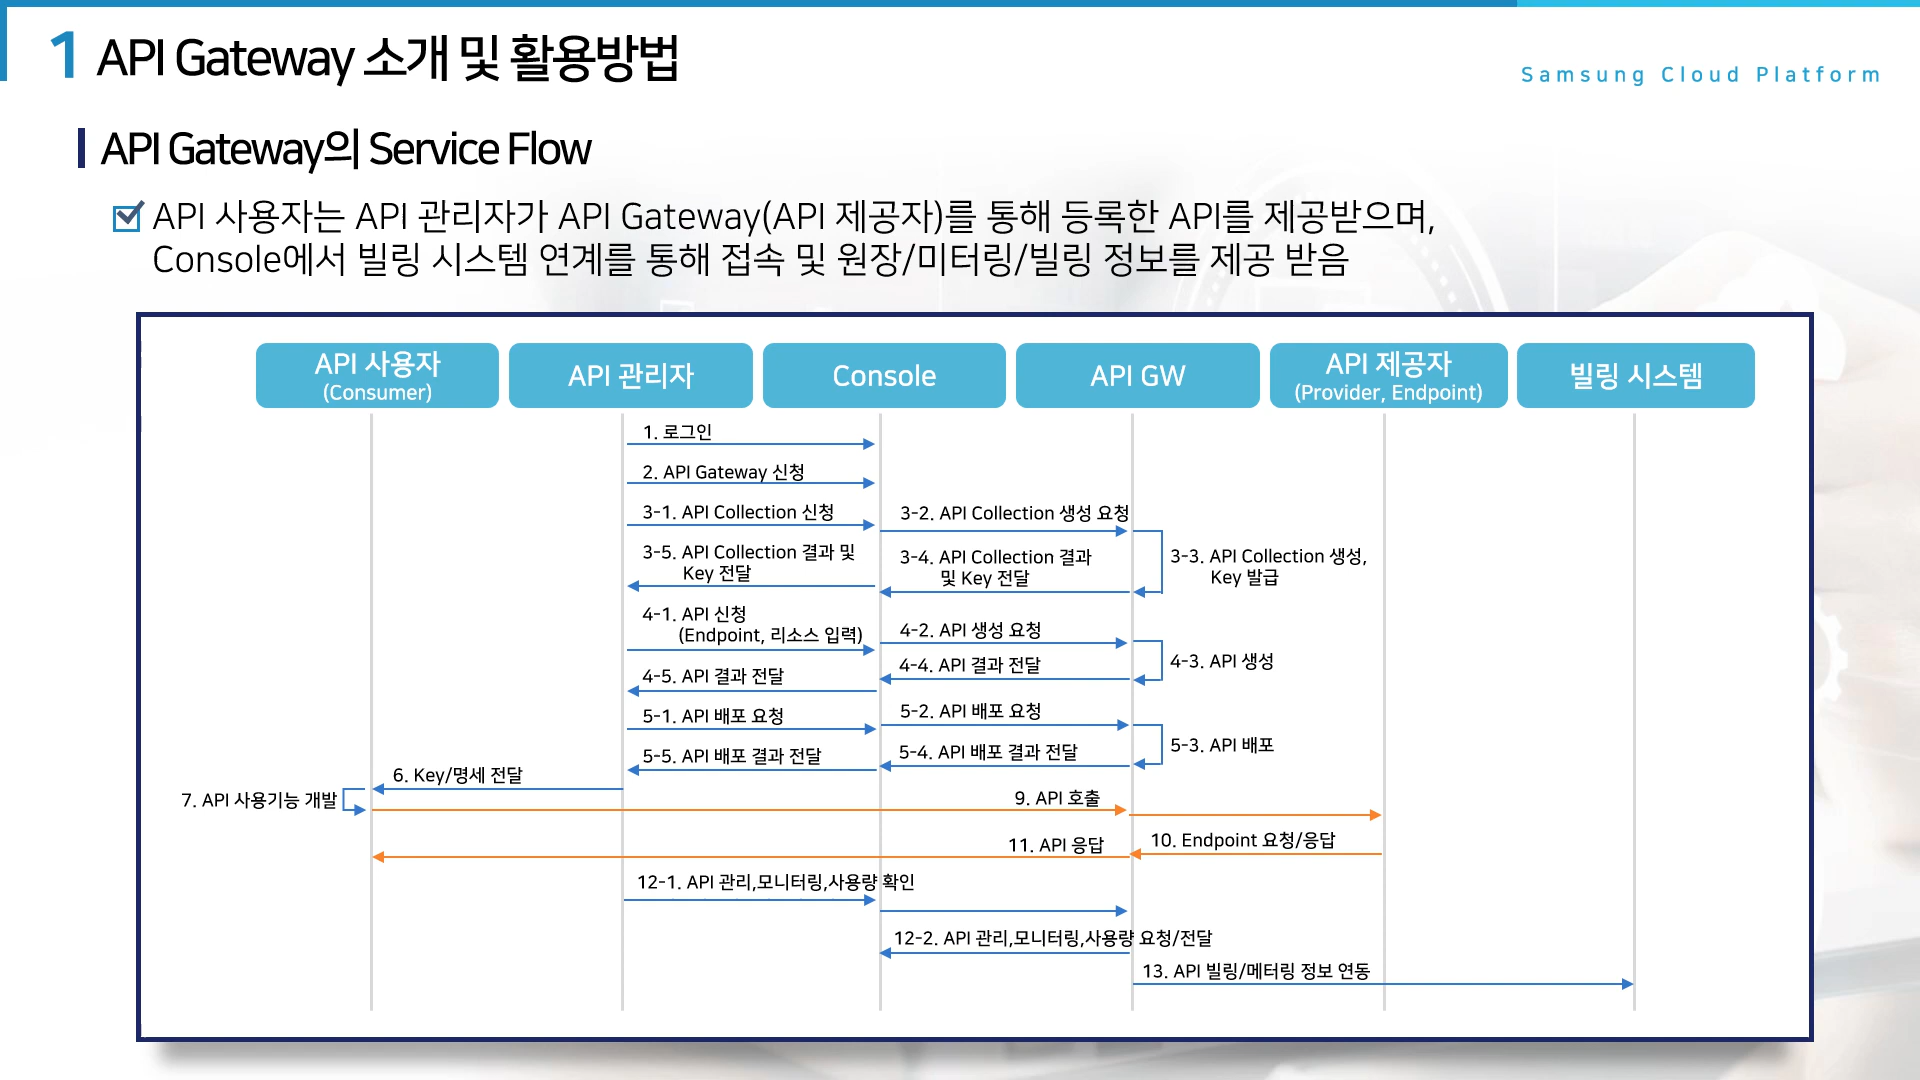 1 API Gateway 소개 및 활용방법
Samsung Cloud Platform
API Gateway의 Service Flow
API 사용자는 API 관리자가 API Gateway(API 제공자)를 통해 등록한 API를 제공받으며,
Console에서 빌링 시스템 연계를 통해 접속 및 원장/미터링/빌링 정보를 제공 받음
API 사용자
(Consumer)
API 관리자
Console
API GW
API 제공자
(Provider, Endpoint)
빌링 시스템
1. 로그인
2. API Gateway 신청
3-1. API Collection 신청
3-2. API Collection 생성 요청
3-3. API Collection 생성,
Key 발급
3-4. API Collection 결과
및 Key 전달
3-5. API Collection 결과 및
Key 전달
4-1. API 신청
(Endpoint, 리소스 입력)
4-2. API 생성 요청
4-3. API 생성
4-4. API 결과 전달
4-5. API 결과 전달
5-1. API 배포 요청
5-2. API 배포 요청
5-3. API 배포
5-4. API 배포 결과 전달
5-5. API 배포 결과 전달
6. Key/명세 전달
7. API 사용기능 개발
9. API 호출
10. Endpoint 요청/응답
11. API 응답
12-1. API 관리,모니터링,사용량 확인
12-2. API 관리,모니터링,사용량 요청/전달
13. API 빌링/메터링 정보 연동